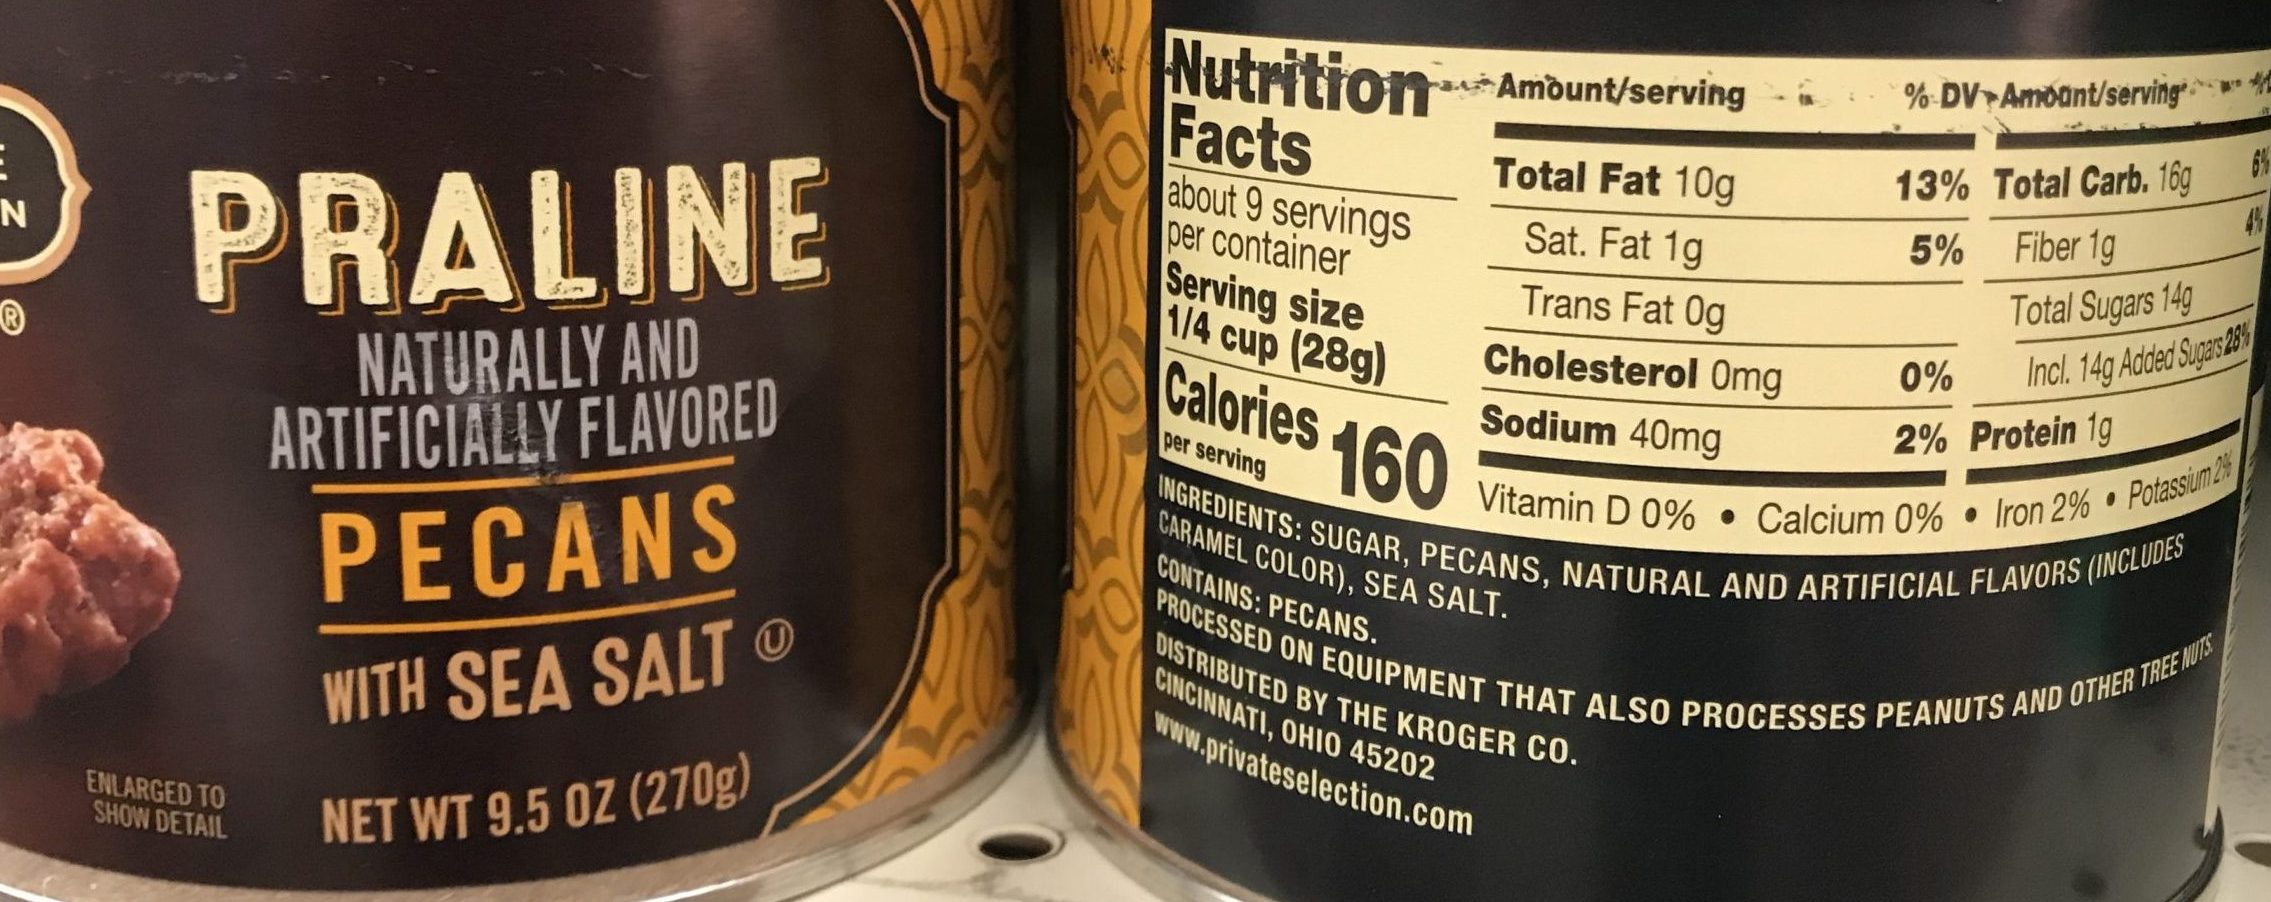 E
N
®
PRALINE
NATURALLY AND
ARTIFICIALLY FLAVORED
PECANS
WITH SEA SALT U
ENLARGED TO
SHOW DETAIL
NET WT 9.5 OZ (270g)
Nutrition
Facts
about 9 servings
per container
Serving size
1/4 cup (28g)
Calories 160
per serving
Amount/serving % DV
Total Fat 10g 13%
Sat. Fat 1g 5%
Trans Fat 0g
Cholesterol 0mg 0%
Sodium 40mg 2%
Amount/serving
Total Carb. 16g 6%
Fiber 1g 4%
Total Sugars 14g
Incl. 14g Added Sugars 28%
Protein 1g
Vitamin D 0% • Calcium 0% • Iron 2% • Potassium 2%
INGREDIENTS: SUGAR, PECANS, NATURAL AND ARTIFICIAL FLAVORS (INCLUDES
CARAMEL COLOR), SEA SALT.
CONTAINS: PECANS.
PROCESSED ON EQUIPMENT THAT ALSO PROCESSES PEANUTS AND OTHER TREE NUTS.
DISTRIBUTED BY THE KROGER CO.
CINCINNATI, OHIO 45202
www.privateselection.com